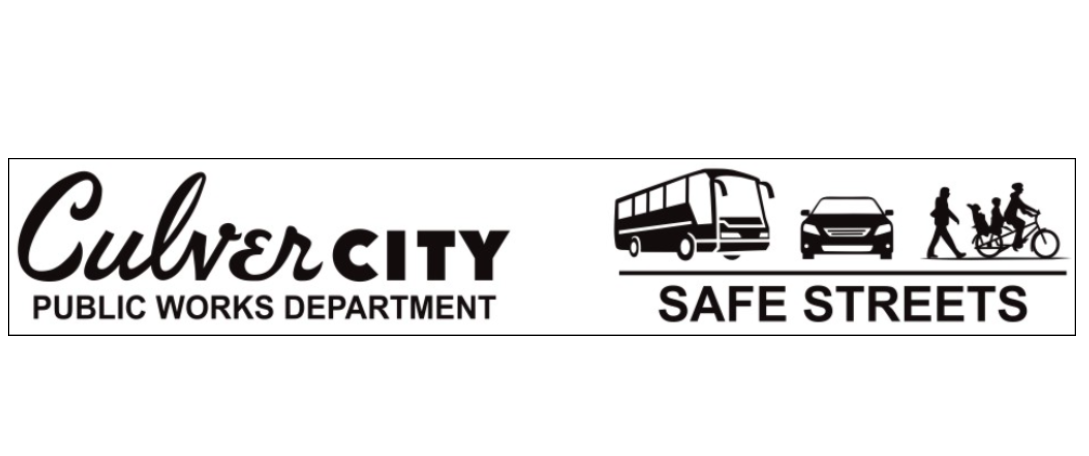 Culver CITY
PUBLIC WORKS DEPARTMENT
SAFE STREETS